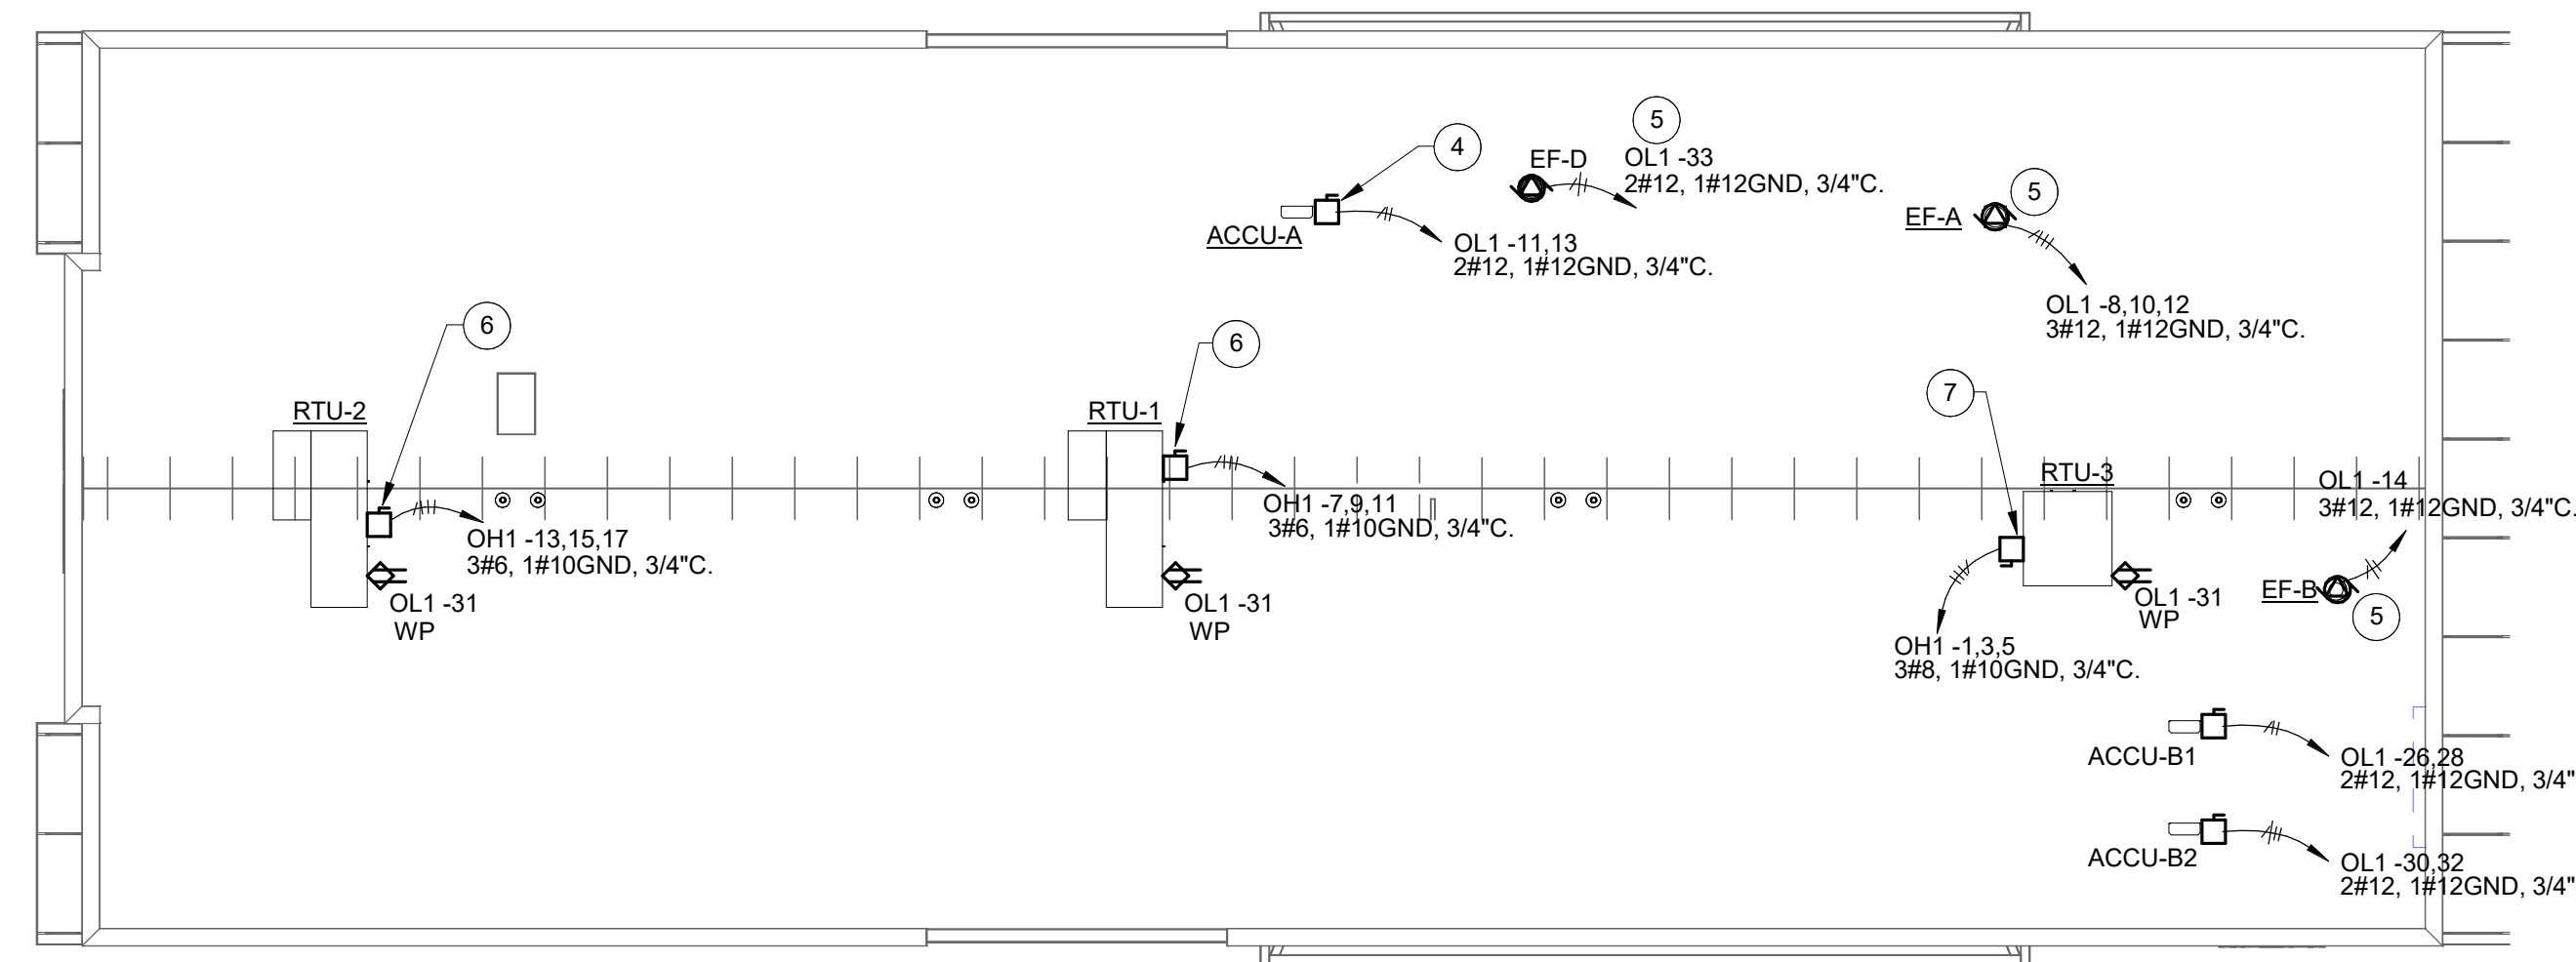 5
4
EF-D
OL1 -33
2#12, 1#12GND, 3/4"C.
ACCU-A
OL1 -11,13
2#12, 1#12GND, 3/4"C.
5
EF-A
OL1 -8,10,12
3#12, 1#12GND, 3/4"C.
6
6
7
RTU-2
RTU-1
RTU-3
OH1 -13,15,17
3#6, 1#10GND, 3/4"C.
OL1 -31
WP
OH1 -7,9,11
3#6, 1#10GND, 3/4"C.
OL1 -31
WP
OL1 -14
3#12, 1#12GND, 3/4"C.
OL1 -31
WP
EF-B
5
OH1 -1,3,5
3#8, 1#10GND, 3/4"C.
ACCU-B1
OL1 -26,28
2#12, 1#12GND, 3/4"
ACCU-B2
OL1 -30,32
2#12, 1#12GND, 3/4"